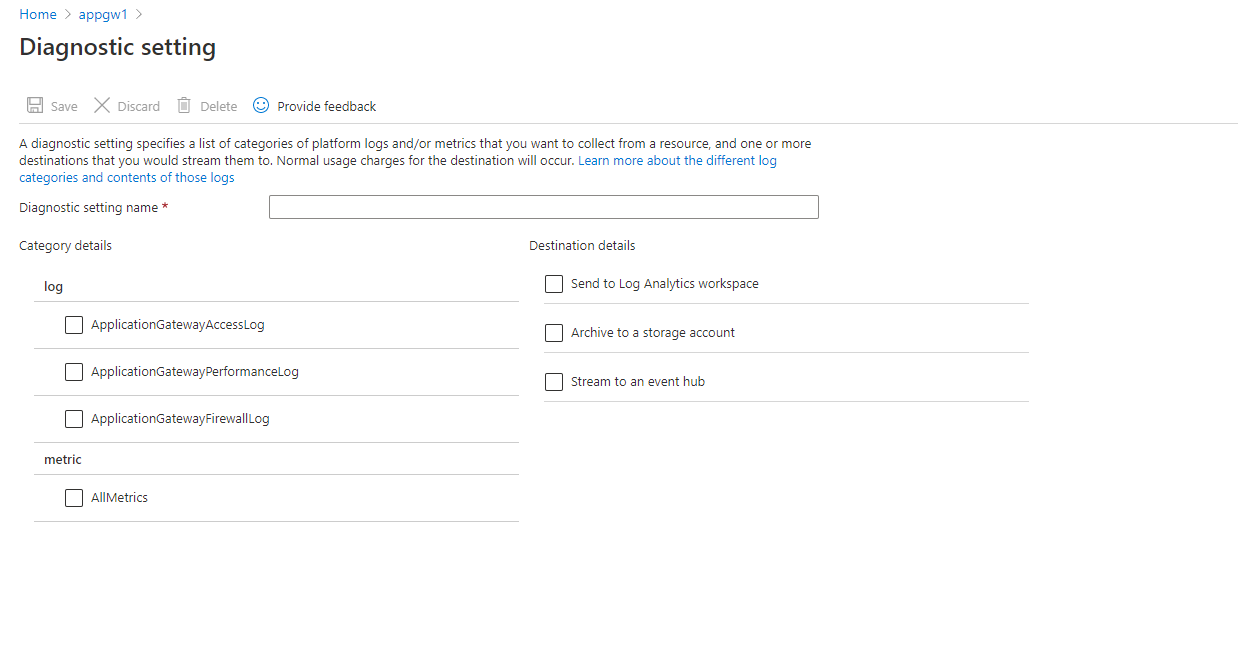 Home > appgw1 >
Diagnostic setting
Save Discard Delete Provide feedback
A diagnostic setting specifies a list of categories of platform logs and/or metrics that you want to collect from a resource, and one or more
destinations that you would stream them to. Normal usage charges for the destination will occur. Learn more about the different log
categories and contents of those logs
Diagnostic setting name *
Category details
Destination details
log
Send to Log Analytics workspace
ApplicationGatewayAccessLog
Archive to a storage account
ApplicationGatewayPerformanceLog
Stream to an event hub
ApplicationGatewayFirewallLog
metric
AllMetrics